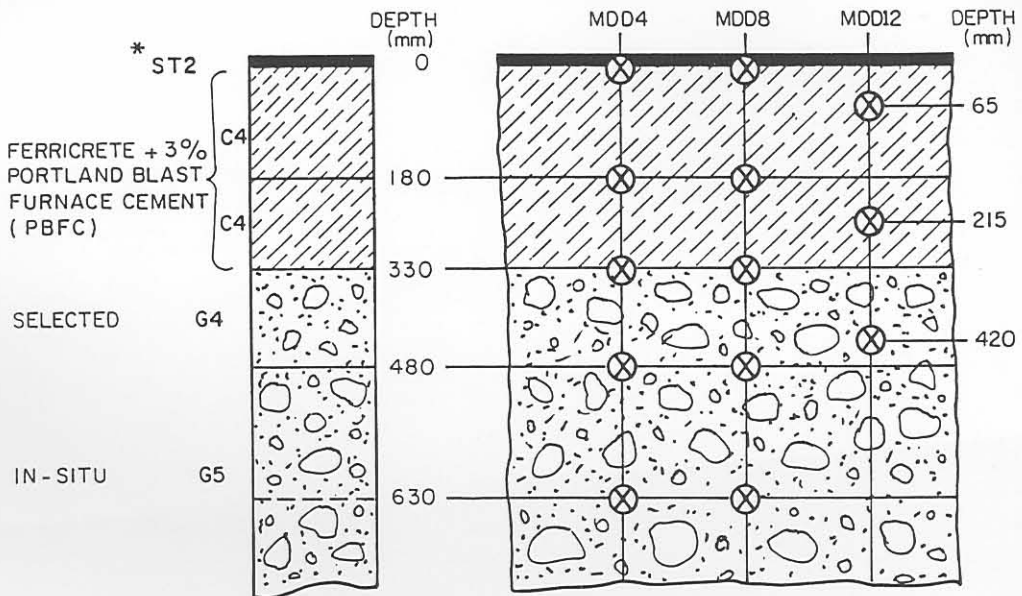 DEPTH (mm)
MDD4 MDD8 MDD12
DEPTH (mm)
* ST2
0
C4
65
FERRICRETE + 3%
PORTLAND BLAST
FURNACE CEMENT
(PBFC)
180
C4
215
330
SELECTED G4
420
480
IN-SITU G5
630